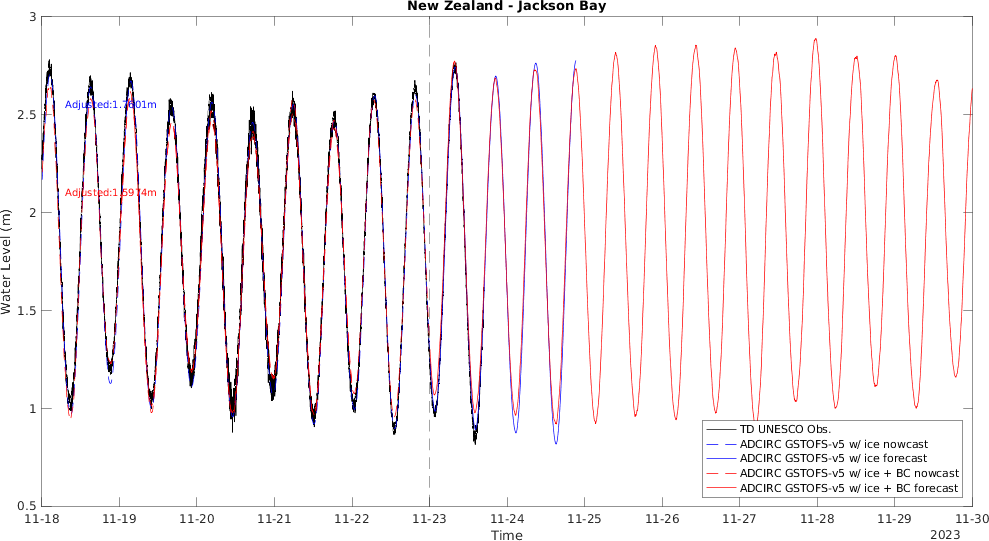 New Zealand - Jackson Bay
3
2.5
2
1.5
1
0.5
Water Level (m)
Adjusted:1.7601m
Adjusted:1.5974m
TD UNESCO Obs.
ADCIRC GSTOFS-v5 w/ ice nowcast
ADCIRC GSTOFS-v5 w/ ice forecast
ADCIRC GSTOFS-v5 w/ ice + BC nowcast
ADCIRC GSTOFS-v5 w/ ice + BC forecast
11-18 11-19 11-20 11-21 11-22 11-23 11-24 11-25 11-26 11-27 11-28 11-29 11-30
Time
2023